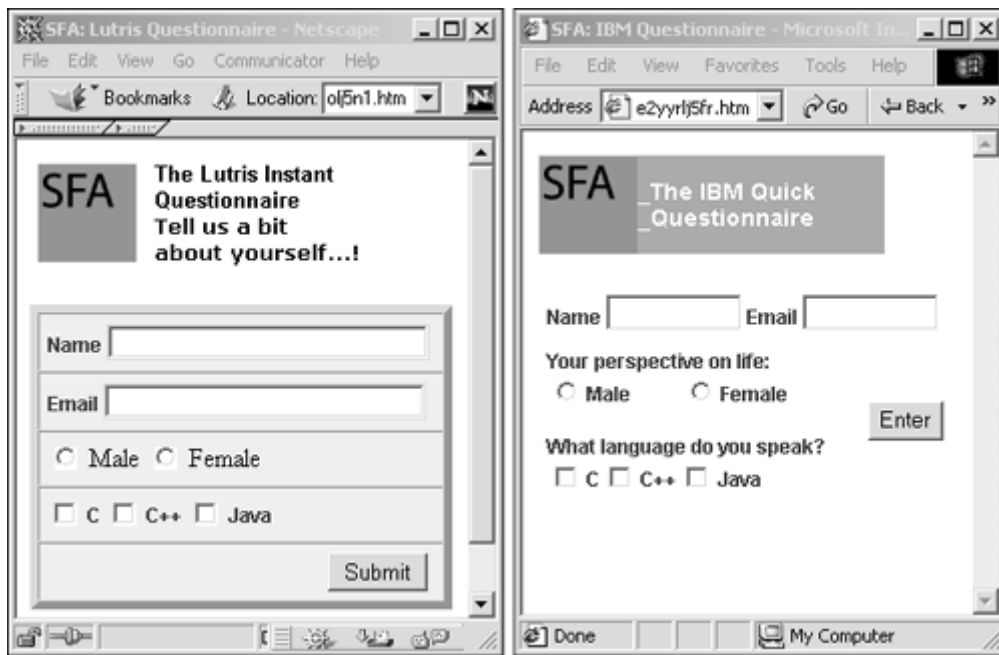 SFA: Lutris Questionnaire - Netscape
File Edit View Go Communicator Help
Bookmarks Location: olj5n1.htm
N
SFA
The Lutris Instant
Questionnaire
Tell us a bit
about yourself...!
Name
Email
Male Female
C C++ Java
Submit
SFA: IBM Questionnaire - Microsoft In...
File Edit View Favorites Tools Help
Address e2yyrlj5fr.htm Go Back »
SFA
_The IBM Quick
_Questionnaire
Name Email
Your perspective on life:
Male Female
Enter
What language do you speak?
C C++ Java
Done My Computer